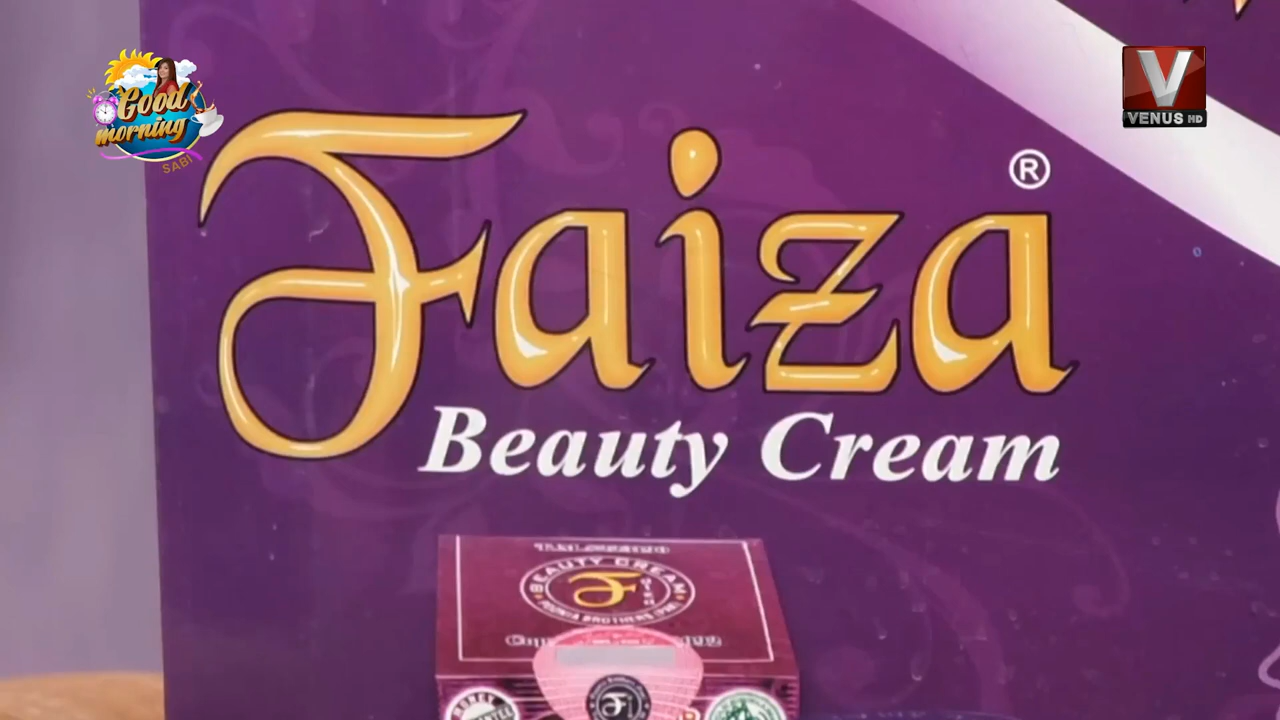 Good
morning
SABI
V
VENUS HD
Faiza®
Beauty Cream
BEAUTY CREAM
F